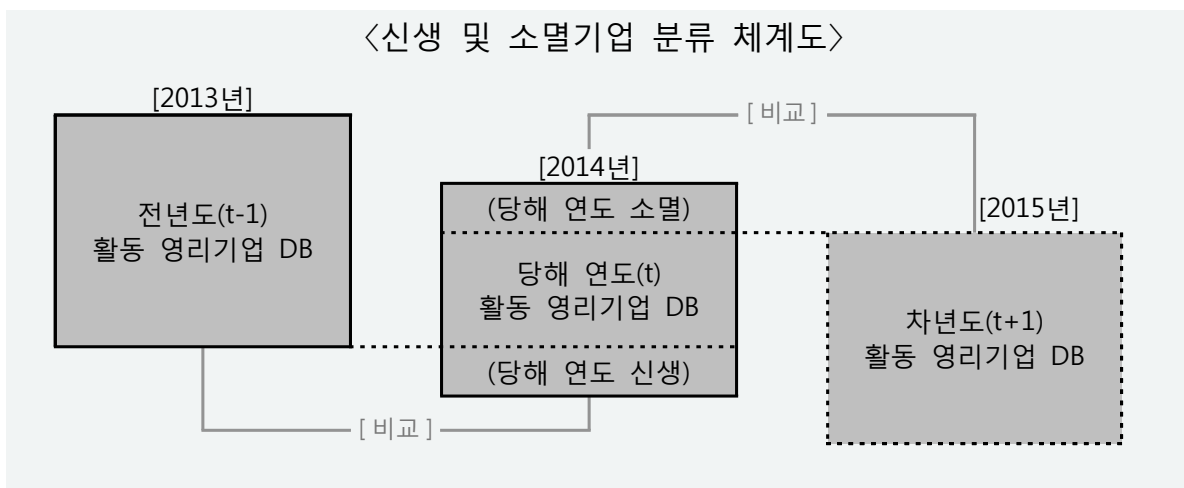 〈신생 및 소멸기업 분류 체계도〉
[2013년]
전년도(t-1)
활동 영리기업 DB
[ 비교 ]
[2014년]
(당해 연도 소멸)
당해 연도(t)
활동 영리기업 DB
(당해 연도 신생)
[ 비교 ]
[2015년]
차년도(t+1)
활동 영리기업 DB